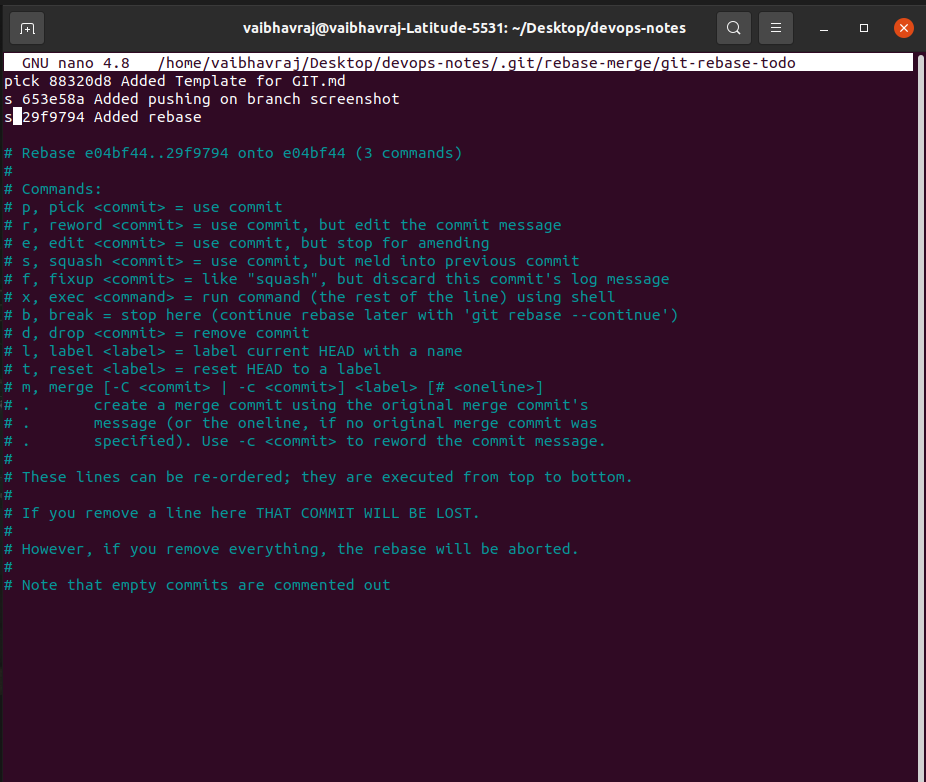 vaibhavraj@vaibhavraj-Latitude-5531: ~/Desktop/devops-notes
GNU nano 4.8 /home/vaibhavraj/Desktop/devops-notes/.git/rebase-merge/git-rebase-todo
pick 88320d8 Added Template for GIT.md
s 653e58a Added pushing on branch screenshot
s 29f9794 Added rebase
# Rebase e04bf44..29f9794 onto e04bf44 (3 commands)
#
# Commands:
# p, pick <commit> = use commit
# r, reword <commit> = use commit, but edit the commit message
# e, edit <commit> = use commit, but stop for amending
# s, squash <commit> = use commit, but meld into previous commit
# f, fixup <commit> = like "squash", but discard this commit's log message
# x, exec <command> = run command (the rest of the line) using shell
# b, break = stop here (continue rebase later with 'git rebase --continue')
# d, drop <commit> = remove commit
# l, label <label> = label current HEAD with a name
# t, reset <label> = reset HEAD to a label
# m, merge [-C <commit> | -c <commit>] <label> [# <oneline>]
# .       create a merge commit using the original merge commit's
# .       message (or the oneline, if no original merge commit was
# .       specified). Use -c <commit> to reword the commit message.
#
# These lines can be re-ordered; they are executed from top to bottom.
#
# If you remove a line here THAT COMMIT WILL BE LOST.
#
# However, if you remove everything, the rebase will be aborted.
#
# Note that empty commits are commented out